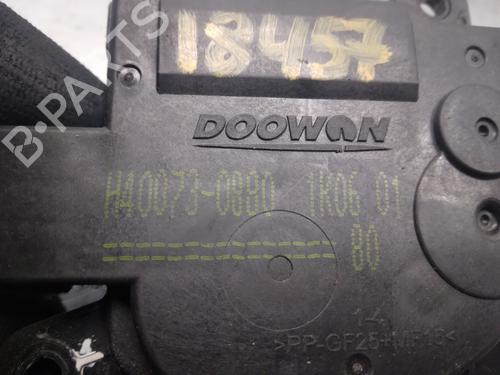 18457
DOOWON
H40073-0880 1K06 01
80
14
>PP-GF25+MF15<
B-PARTS